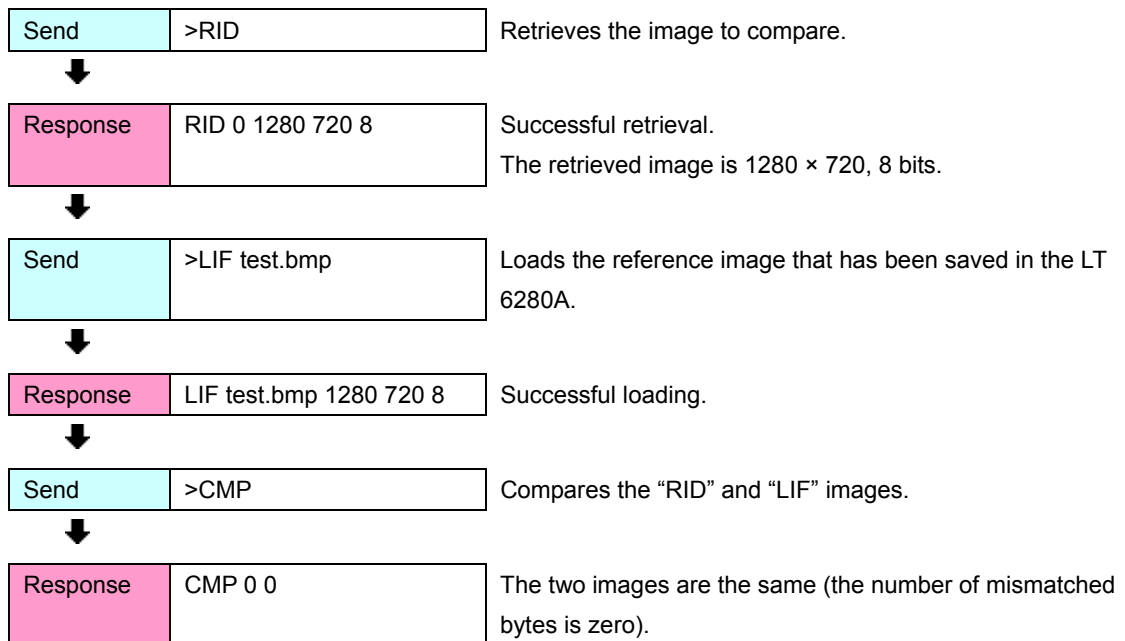 Send >RID Retrieves the image to compare.
Response RID 0 1280 720 8 Successful retrieval.
The retrieved image is 1280 × 720, 8 bits.
Send >LIF test.bmp Loads the reference image that has been saved in the LT
6280A.
Response LIF test.bmp 1280 720 8 Successful loading.
Send >CMP Compares the “RID” and “LIF” images.
Response CMP 0 0 The two images are the same (the number of mismatched
bytes is zero).